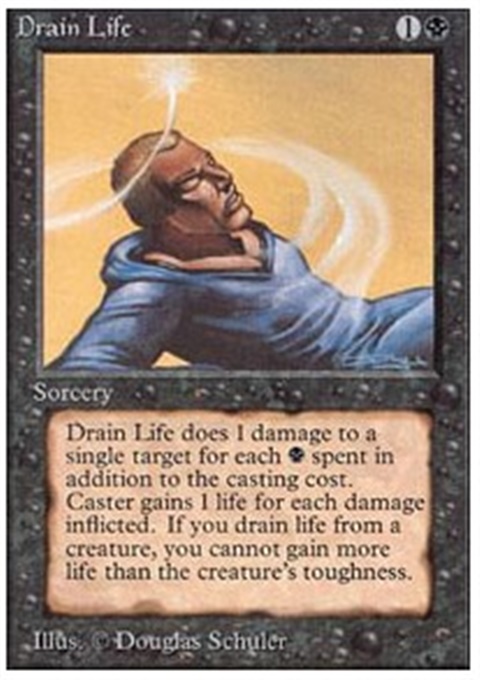 Drain Life 1
Sorcery
Drain Life does 1 damage to a
single target for each spent in
addition to the casting cost.
Caster gains 1 life for each damage
inflicted. If you drain life from a
creature, you cannot gain more
life than the creature's toughness.
Illus. © Douglas Schuler